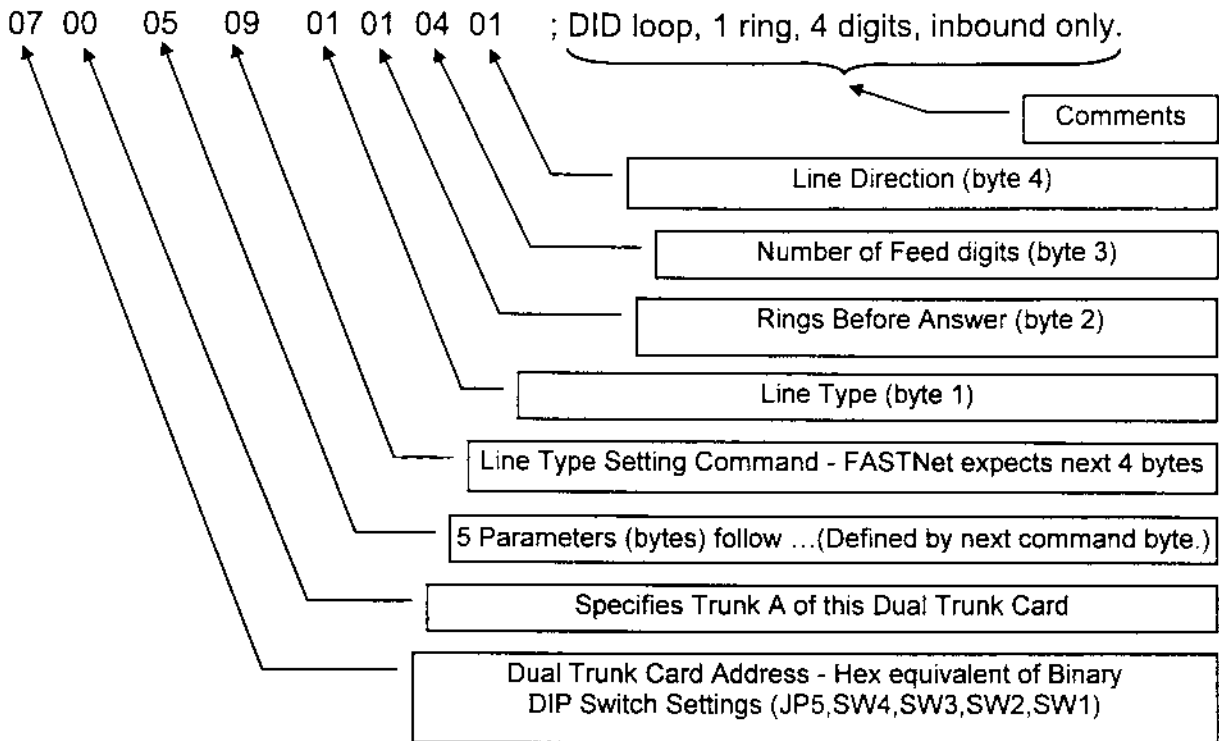 07 00 05 09 01 01 04 01 ; DID loop, 1 ring, 4 digits, inbound only.
Comments
Line Direction (byte 4)
Number of Feed digits (byte 3)
Rings Before Answer (byte 2)
Line Type (byte 1)
Line Type Setting Command - FASTNet expects next 4 bytes
5 Parameters (bytes) follow ...(Defined by next command byte.)
Specifies Trunk A of this Dual Trunk Card
Dual Trunk Card Address - Hex equivalent of Binary
DIP Switch Settings (JP5,SW4,SW3,SW2,SW1)